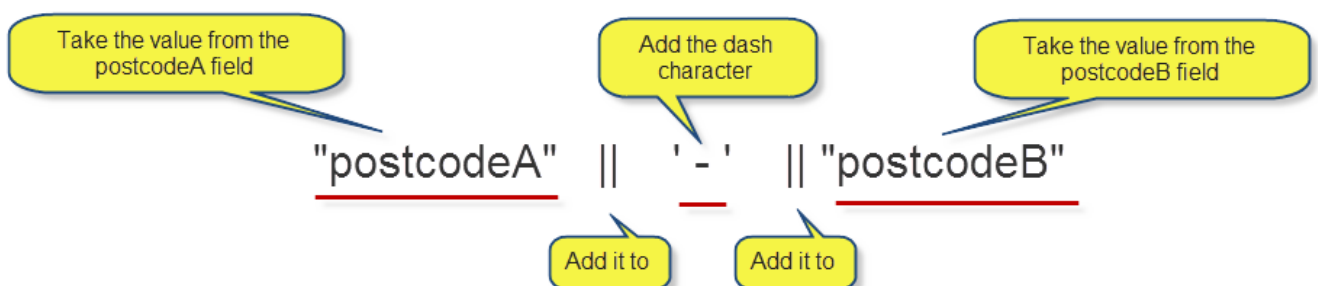 Take the value from the
postcodeA field
Add the dash
character
Take the value from the
postcodeB field
"postcodeA" || ' - ' || "postcodeB"
Add it to
Add it to